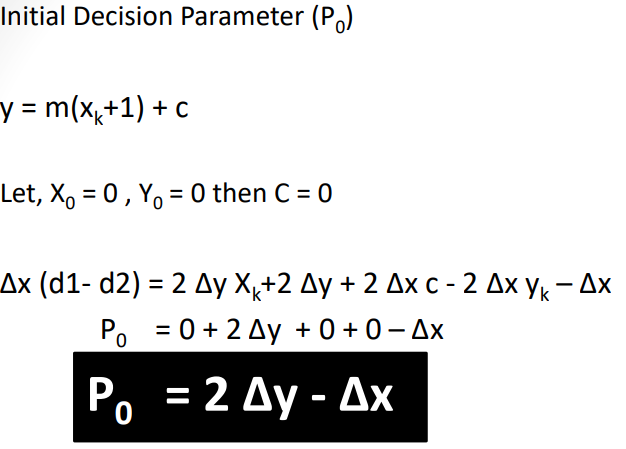 Initial Decision Parameter (P₀)
y = m(xₖ+1) + c
Let, X₀ = 0 , Y₀ = 0 then C = 0
Δx (d1- d2) = 2 Δy Xₖ+2 Δy + 2 Δx c - 2 Δx yₖ – Δx
P₀ = 0 + 2 Δy + 0 + 0 – Δx
P₀ = 2 Δy - Δx